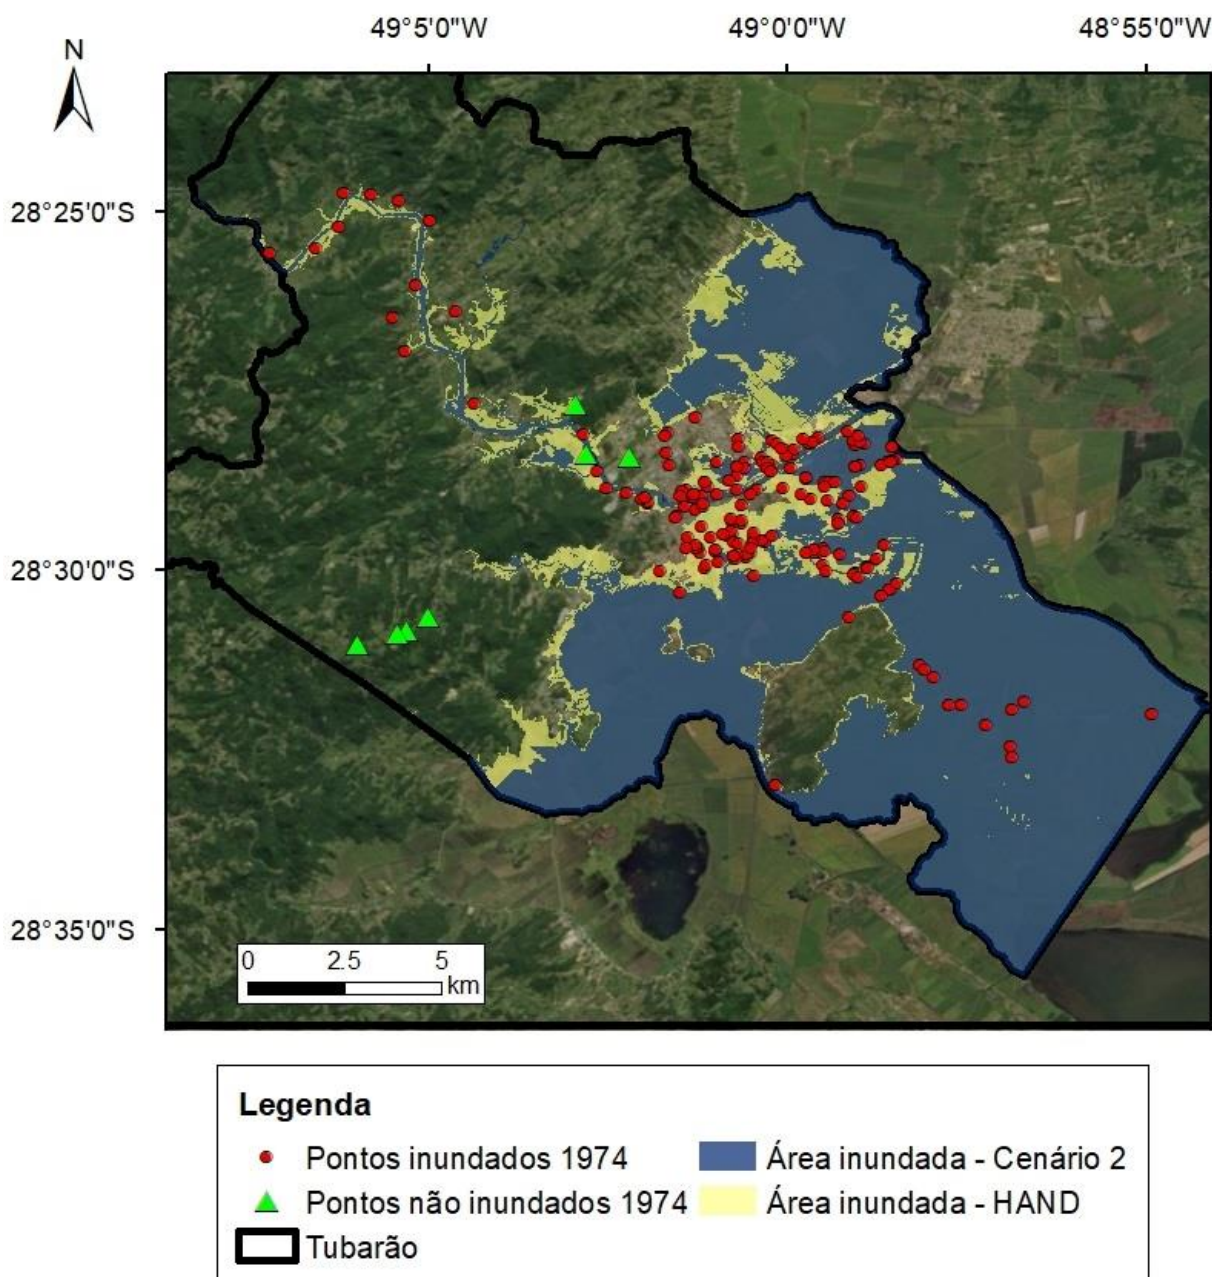 49°5'0"W 49°0'0"W 48°55'0"W
N
28°25'0"S
28°30'0"S
28°35'0"S
0 2.5 5
km
Legenda
Pontos inundados 1974
Área inundada - Cenário 2
Pontos não inundados 1974
Área inundada - HAND
Tubarão